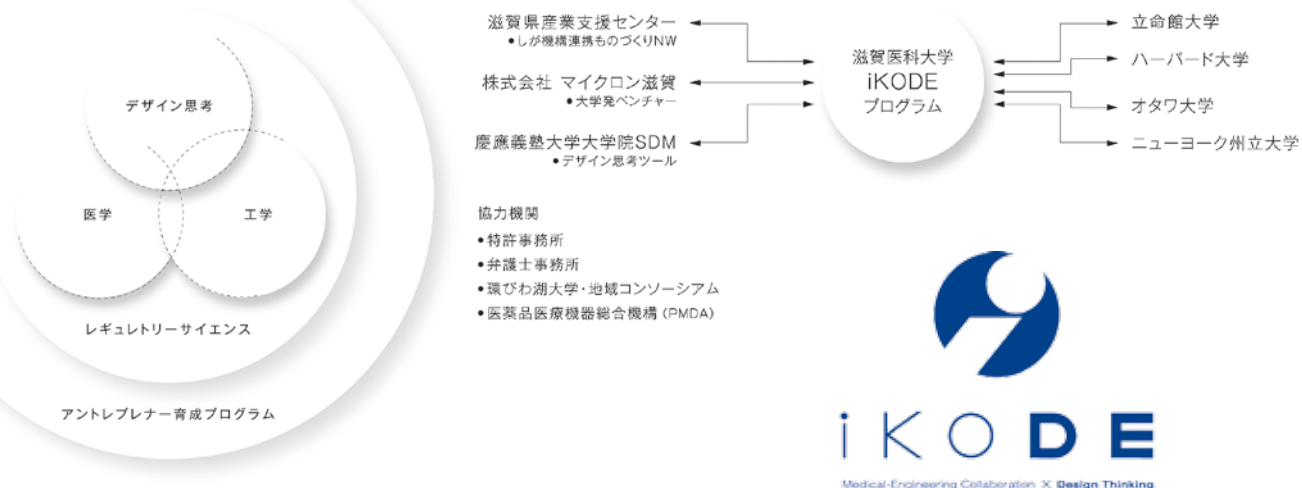 デザイン思考
医学
工学
レギュレトリーサイエンス
アントレプレナー育成プログラム
滋賀県産業支援センター
•しが機構連携ものづくりNW
株式会社 マイクロン滋賀
•大学発ベンチャー
慶應義塾大学大学院SDM
•デザイン思考ツール
滋賀医科大学
iKODE
プログラム
立命館大学
ハーバード大学
オタワ大学
ニューヨーク州立大学
協力機関
•特許事務所
•弁護士事務所
•環びわ湖大学・地域コンソーシアム
•医薬品医療機器総合機構 (PMDA)
iKODE
Medical-Engineering Collaboration × Design Thinking